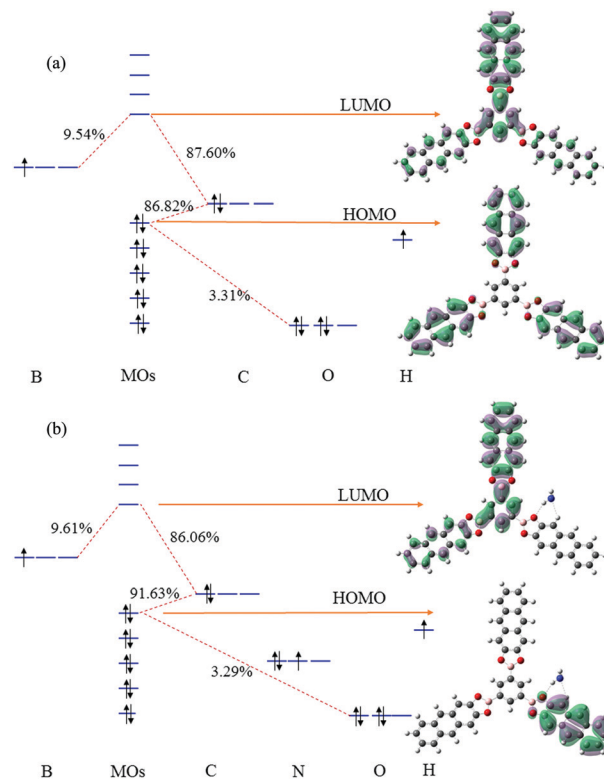 (a)
LUMO
9.54%
87.60%
86.82%
HOMO
3.31%
B MOs C O H
(b)
LUMO
9.61%
86.06%
91.63%
HOMO
3.29%
B MOs C N O H